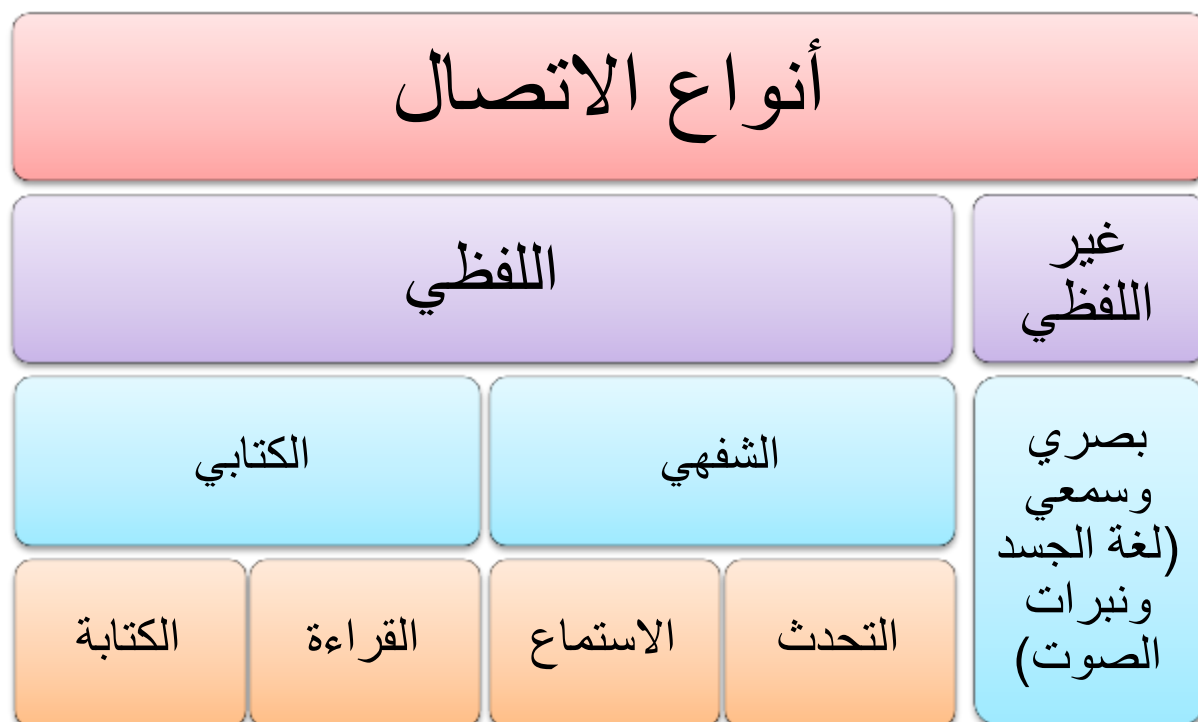 أنواع الاتصال
غير
اللفظي
اللفظي
بصري
وسمعي
(لغة الجسد
ونبرات
الصوت)
الشفهي
الكتابي
التحدث
الاستماع
القراءة
الكتابة